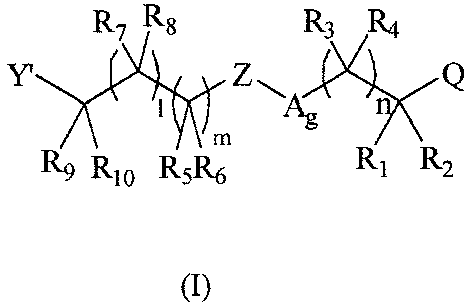 R7 R8 R3 R4
Y' ( )l ( )m Z Ag ( )n Q
R9 R10 R5R6 R1 R2
(I)